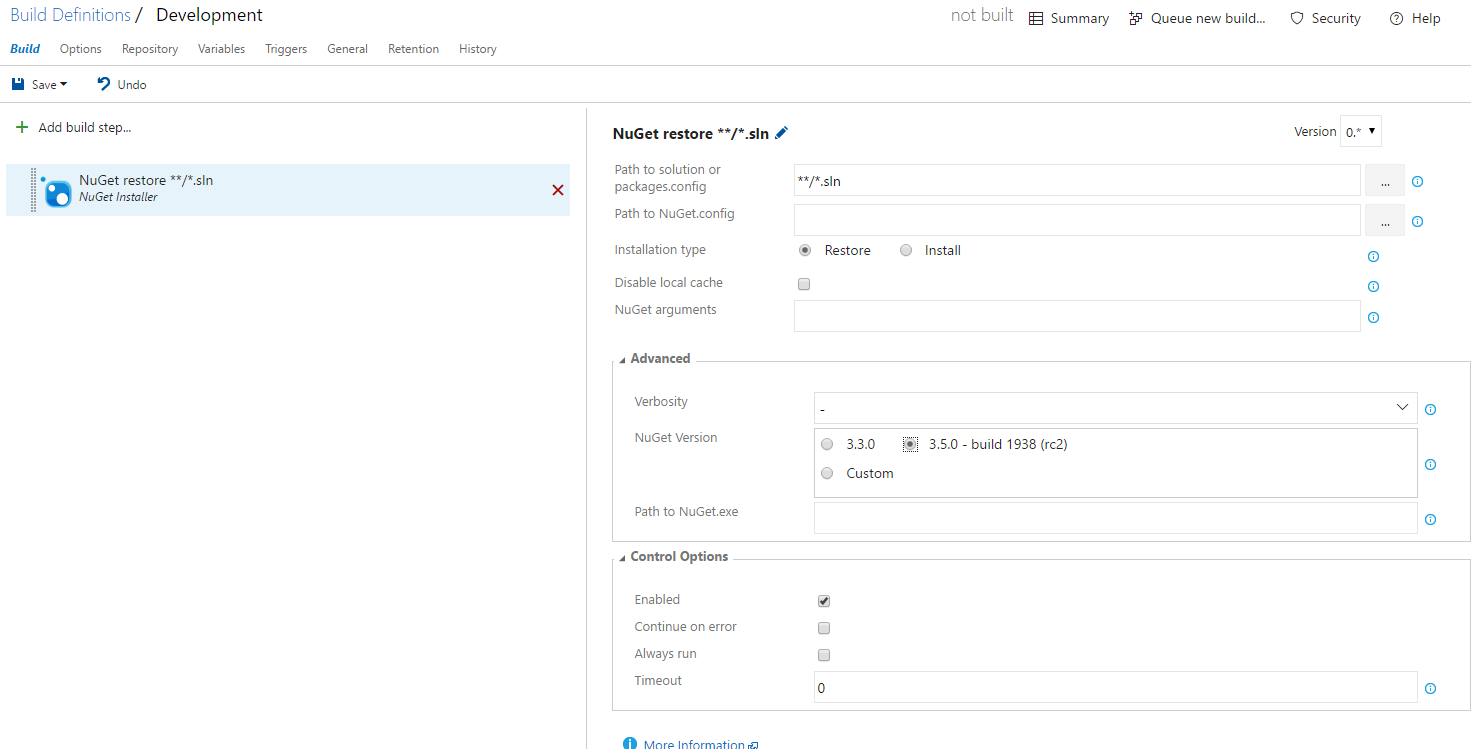 Build Definitions / Development
not built Summary Queue new build... Security Help
Build Options Repository Variables Triggers General Retention History
Save Undo
Add build step...
NuGet restore **/*.sln
NuGet Installer
NuGet restore **/*.sln
Version 0.*
Path to solution or
packages.config
**/*.sln
...
Path to NuGet.config
...
Installation type Restore Install
Disable local cache
NuGet arguments
Advanced
Verbosity -
NuGet Version 3.3.0 3.5.0 - build 1938 (rc2)
Custom
Path to NuGet.exe
Control Options
Enabled
Continue on error
Always run
Timeout 0
More Information